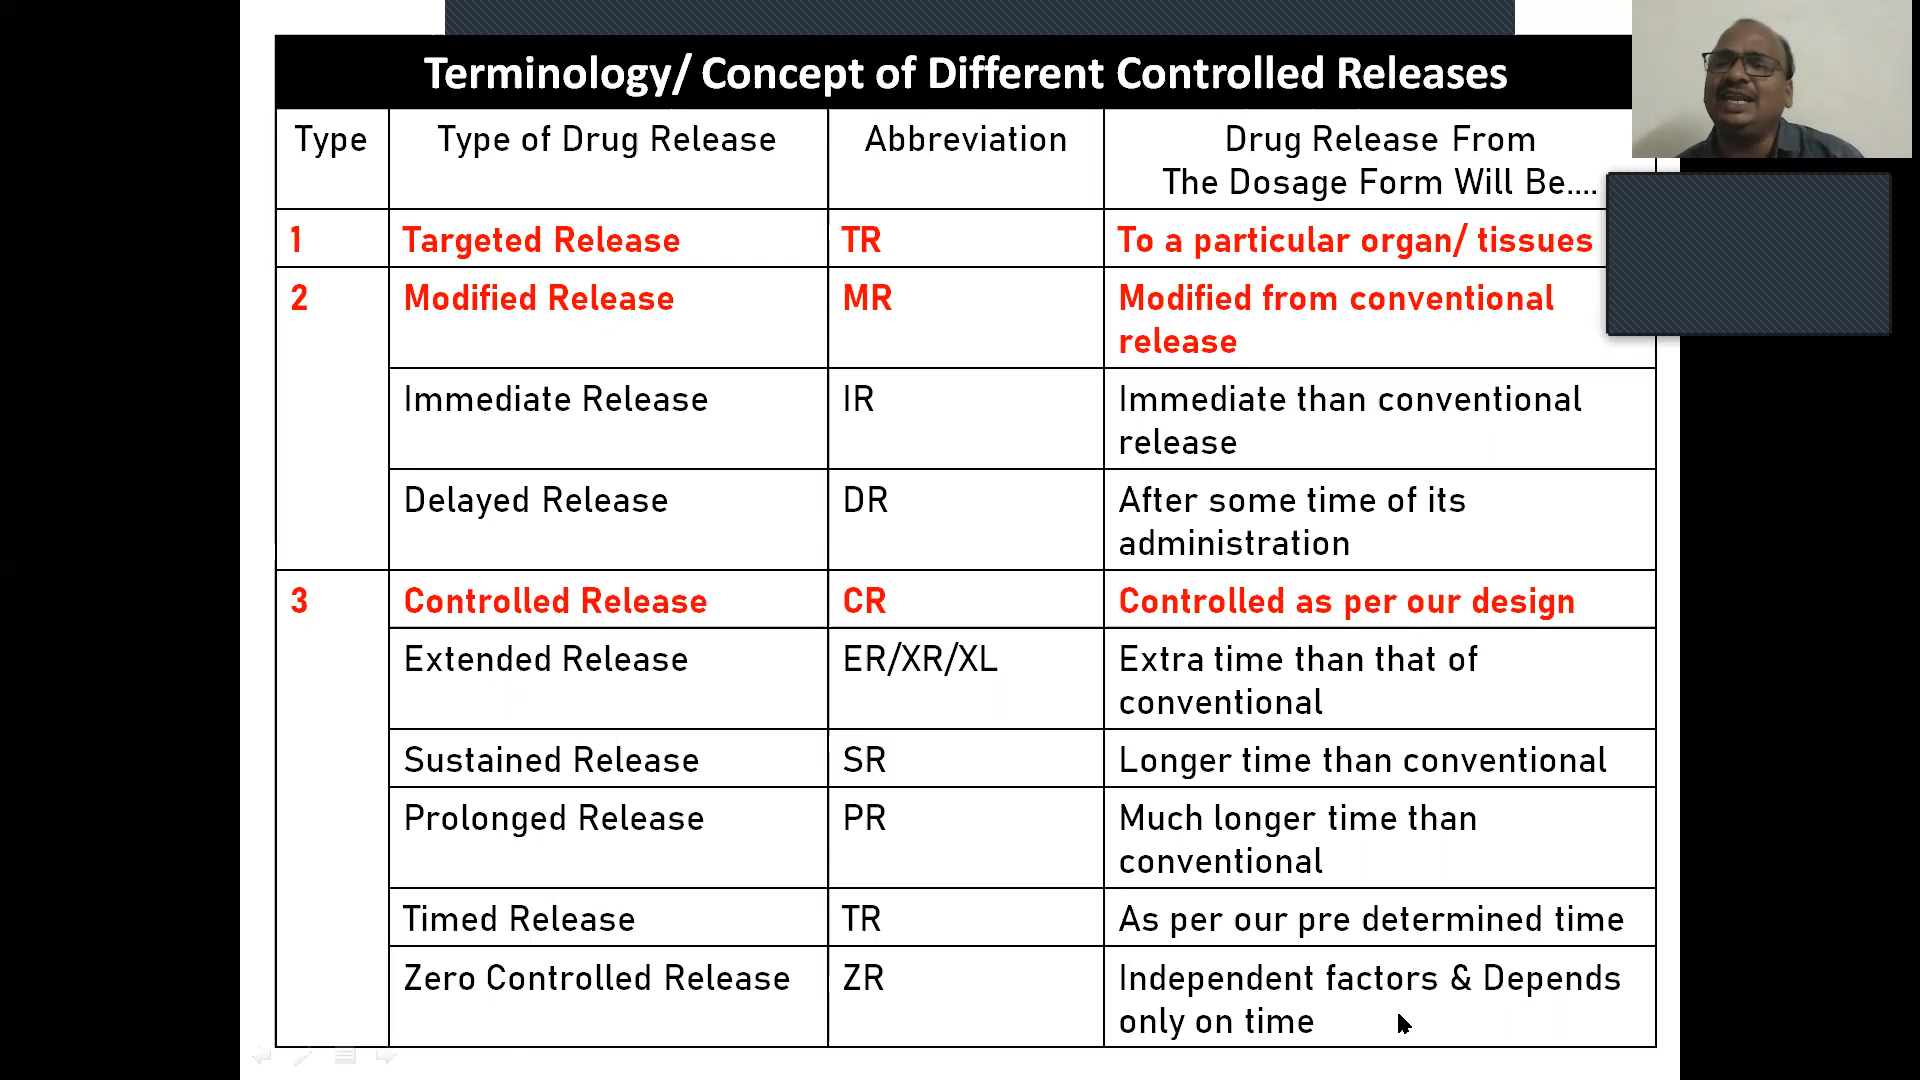 Terminology/ Concept of Different Controlled Releases
Type
Type of Drug Release
Abbreviation
Drug Release From
The Dosage Form Will Be....
1
Targeted Release
TR
To a particular organ/ tissues
2
Modified Release
MR
Modified from conventional
release
Immediate Release
IR
Immediate than conventional
release
Delayed Release
DR
After some time of its
administration
3
Controlled Release
CR
Controlled as per our design
Extended Release
ER/XR/XL
Extra time than that of
conventional
Sustained Release
SR
Longer time than conventional
Prolonged Release
PR
Much longer time than
conventional
Timed Release
TR
As per our pre determined time
Zero Controlled Release
ZR
Independent factors & Depends
only on time